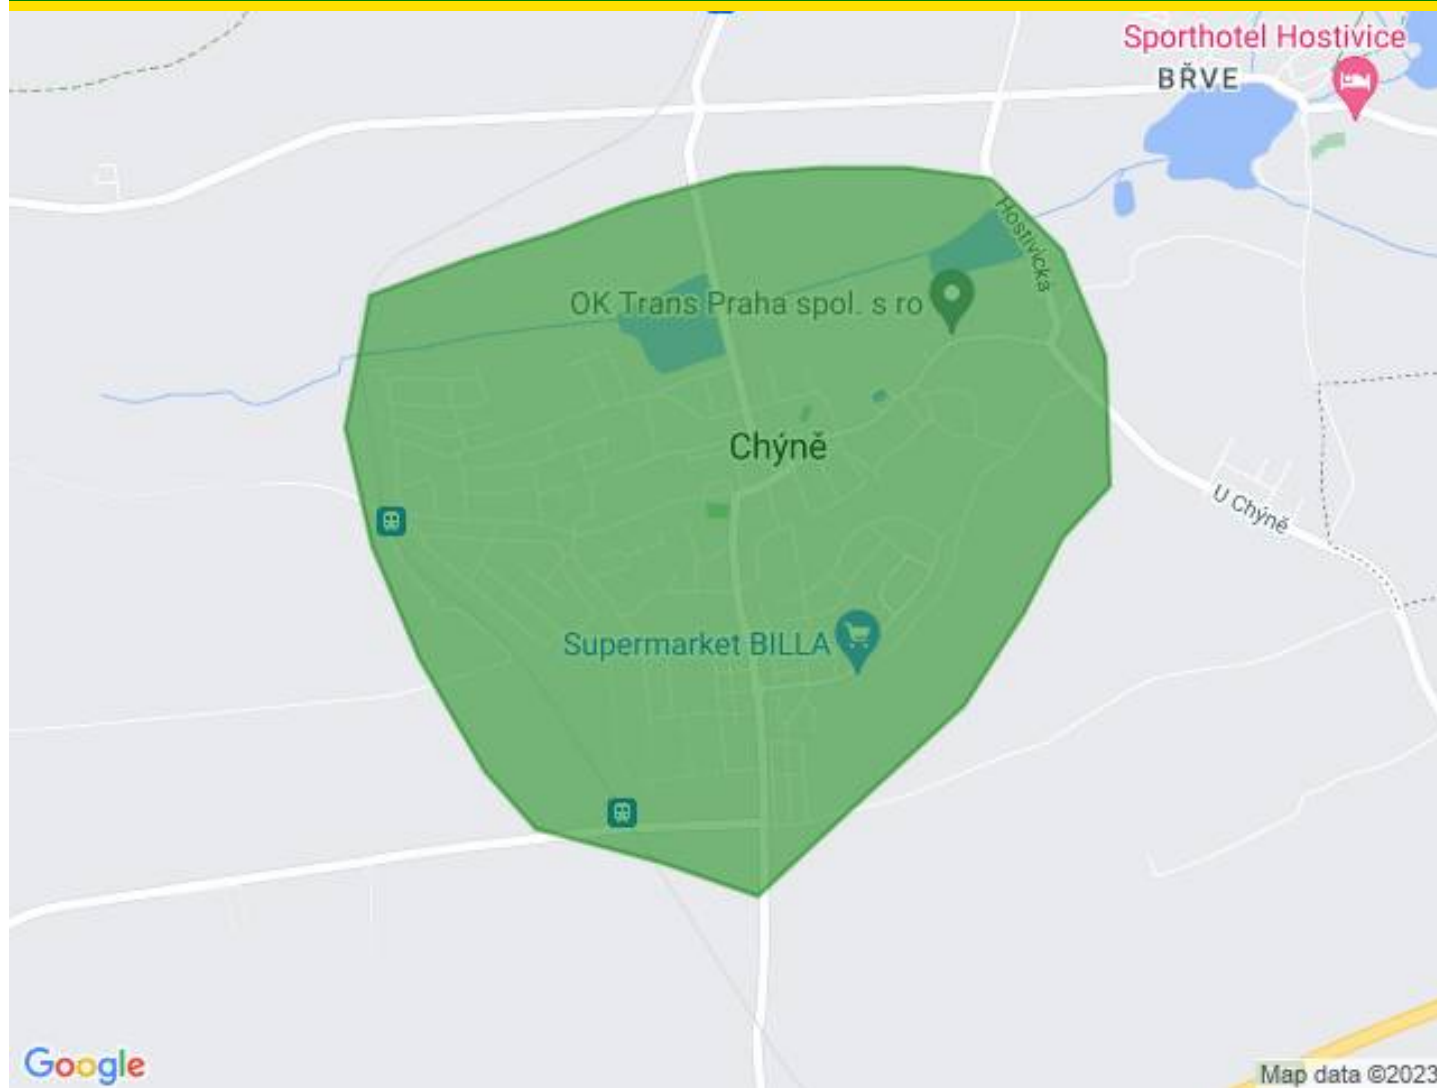 Sporthotel Hostivice
BŘVE
Hostivická
OK Trans Praha spol. s ro
Chýně
U Chýně
Supermarket BILLA
Google
Map data ©2023